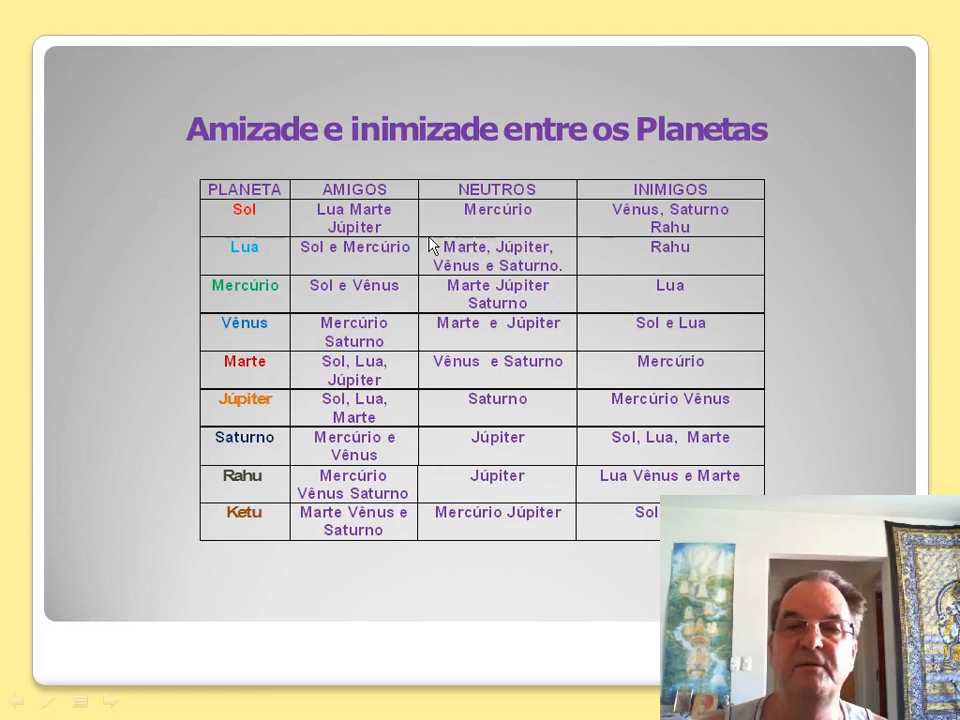 Amizade e inimizade entre os Planetas
PLANETA AMIGOS NEUTROS INIMIGOS
Sol Lua Marte Mercúrio Vênus, Saturno
Júpiter Rahu
Lua Sol e Mercúrio Marte, Júpiter, Rahu
Vênus e Saturno.
Mercúrio Sol e Vênus Marte Júpiter Lua
Saturno
Vênus Mercúrio Marte e Júpiter Sol e Lua
Saturno
Marte Sol, Lua, Vênus e Saturno Mercúrio
Júpiter
Júpiter Sol, Lua, Saturno Mercúrio Vênus
Marte
Saturno Mercúrio e Júpiter Sol, Lua, Marte
Vênus
Rahu Mercúrio Júpiter Lua Vênus e Marte
Vênus Saturno
Ketu Marte Vênus e Mercúrio Júpiter Sol
Saturno